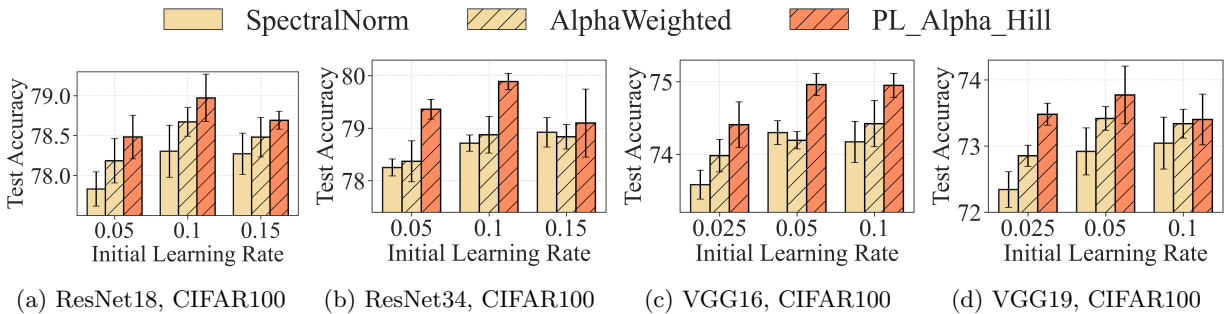 SpectralNorm AlphaWeighted PL_Alpha_Hill
Test Accuracy
79.0
78.5
78.0
0.05 0.1 0.15
Initial Learning Rate
(a) ResNet18, CIFAR100
Test Accuracy
80
79
78
0.05 0.1 0.15
Initial Learning Rate
(b) ResNet34, CIFAR100
Test Accuracy
75
74
0.025 0.05 0.1
Initial Learning Rate
(c) VGG16, CIFAR100
Test Accuracy
74
73
72
0.025 0.05 0.1
Initial Learning Rate
(d) VGG19, CIFAR100